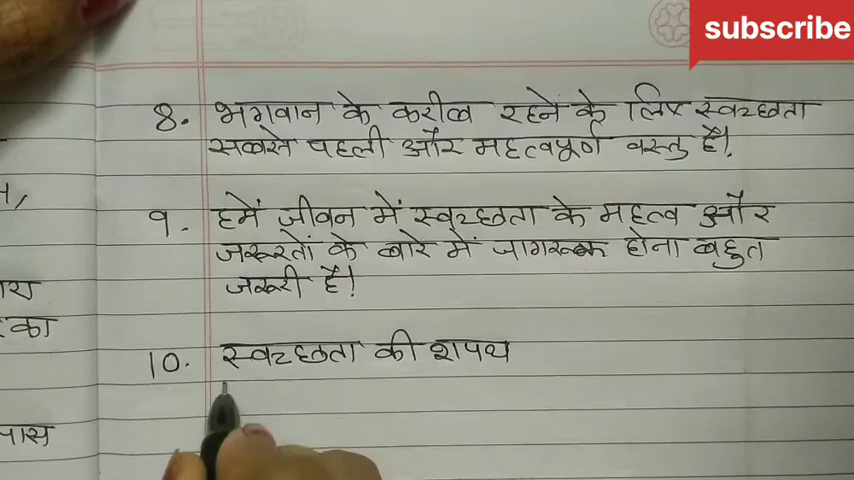 subscribe
8. भगवान के करीब रहने के लिए स्वच्छता
सबसे पहली और महत्वपूर्ण वस्तु है।
9. हमें जीवन में स्वच्छता के महत्व और
जरूरतों के बारे में जागरूक होना बहुत
जरूरी है।
10. स्वच्छता की शपथ
का
पास